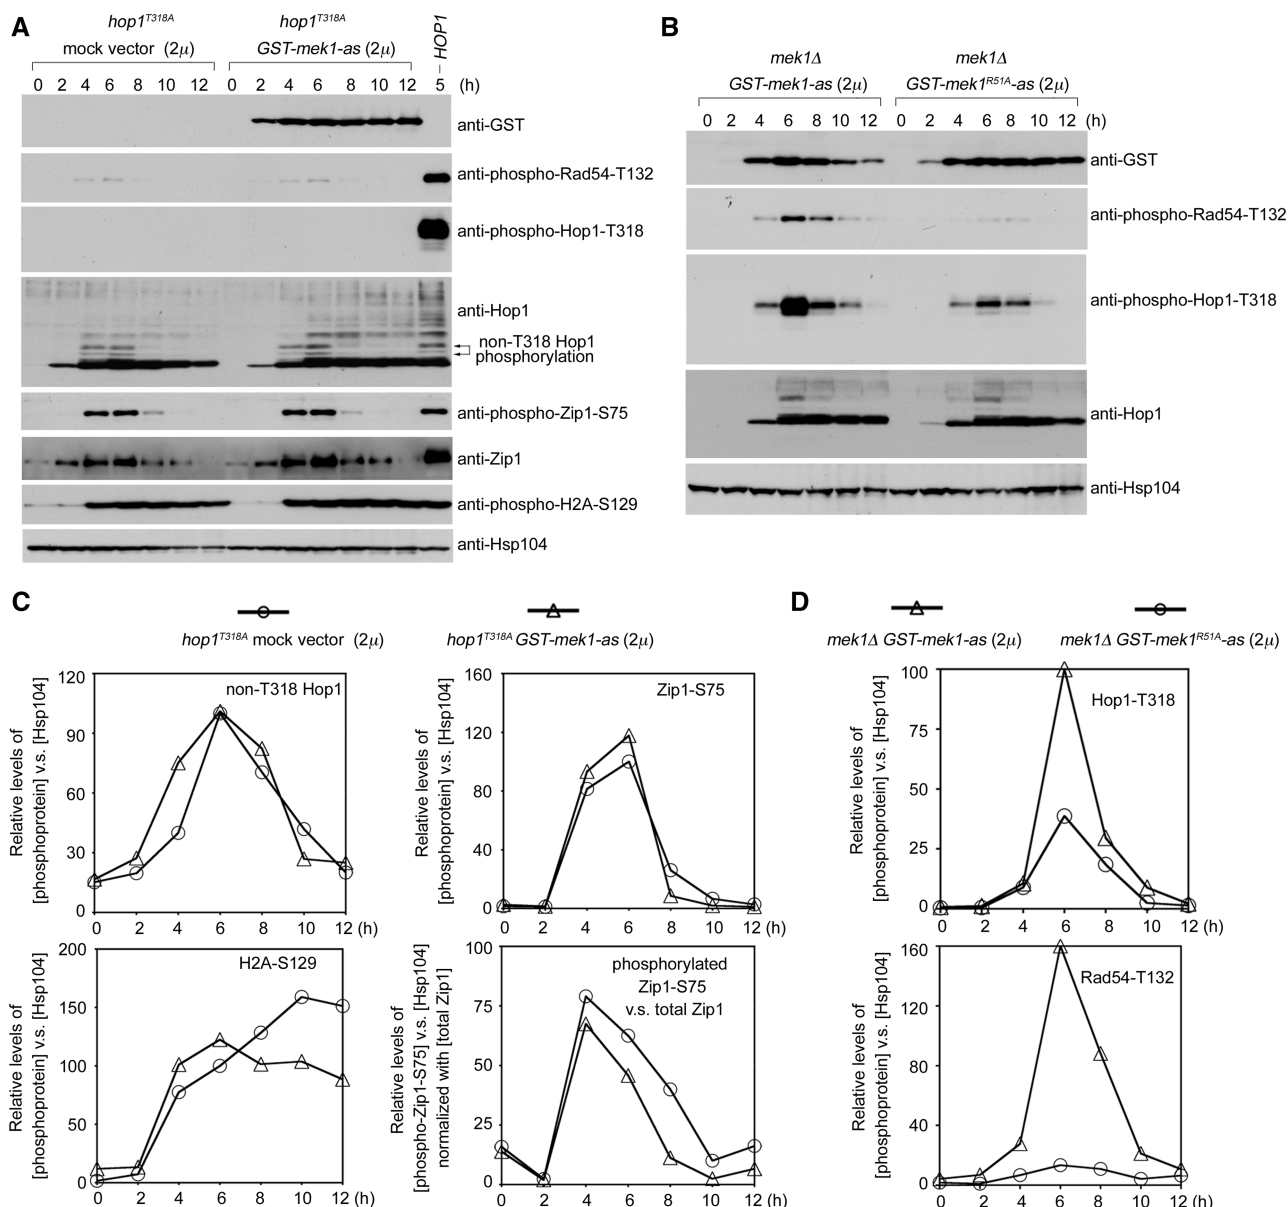 A
hop1T318A
mock vector (2μ)
hop1T318A
GST-mek1-as (2μ)
HOP1
0 2 4 6 8 10 12 0 2 4 6 8 10 12 5 (h)
anti-GST
anti-phospho-Rad54-T132
anti-phospho-Hop1-T318
anti-Hop1
non-T318 Hop1
phosphorylation
anti-phospho-Zip1-S75
anti-Zip1
anti-phospho-H2A-S129
anti-Hsp104
B
mek1Δ
GST-mek1-as (2μ)
mek1Δ
GST-mek1R51A-as (2μ)
0 2 4 6 8 10 12 0 2 4 6 8 10 12 (h)
anti-GST
anti-phospho-Rad54-T132
anti-phospho-Hop1-T318
anti-Hop1
anti-Hsp104
C
hop1T318A mock vector (2μ)
hop1T318A GST-mek1-as (2μ)
Relative levels of
[phosphoprotein] v.s. [Hsp104]
non-T318 Hop1
120
90
60
30
0
0 2 4 6 8 10 12 (h)
Relative levels of
[phosphoprotein] v.s. [Hsp104]
Zip1-S75
160
120
80
40
0
0 2 4 6 8 10 12 (h)
Relative levels of
[phosphoprotein] v.s. [Hsp104]
H2A-S129
200
150
100
50
0
0 2 4 6 8 10 12 (h)
Relative levels of
[phospho-Zip1-S75] v.s. [Hsp104]
normalized with [total Zip1]
phosphorylated
Zip1-S75
v.s. total Zip1
100
75
50
25
0
0 2 4 6 8 10 12 (h)
D
mek1Δ GST-mek1-as (2μ)
mek1Δ GST-mek1R51A-as (2μ)
Relative levels of
[phosphoprotein] v.s. [Hsp104]
Hop1-T318
100
75
50
25
0
0 2 4 6 8 10 12 (h)
Relative levels of
[phosphoprotein] v.s. [Hsp104]
Rad54-T132
160
120
80
40
0
0 2 4 6 8 10 12 (h)